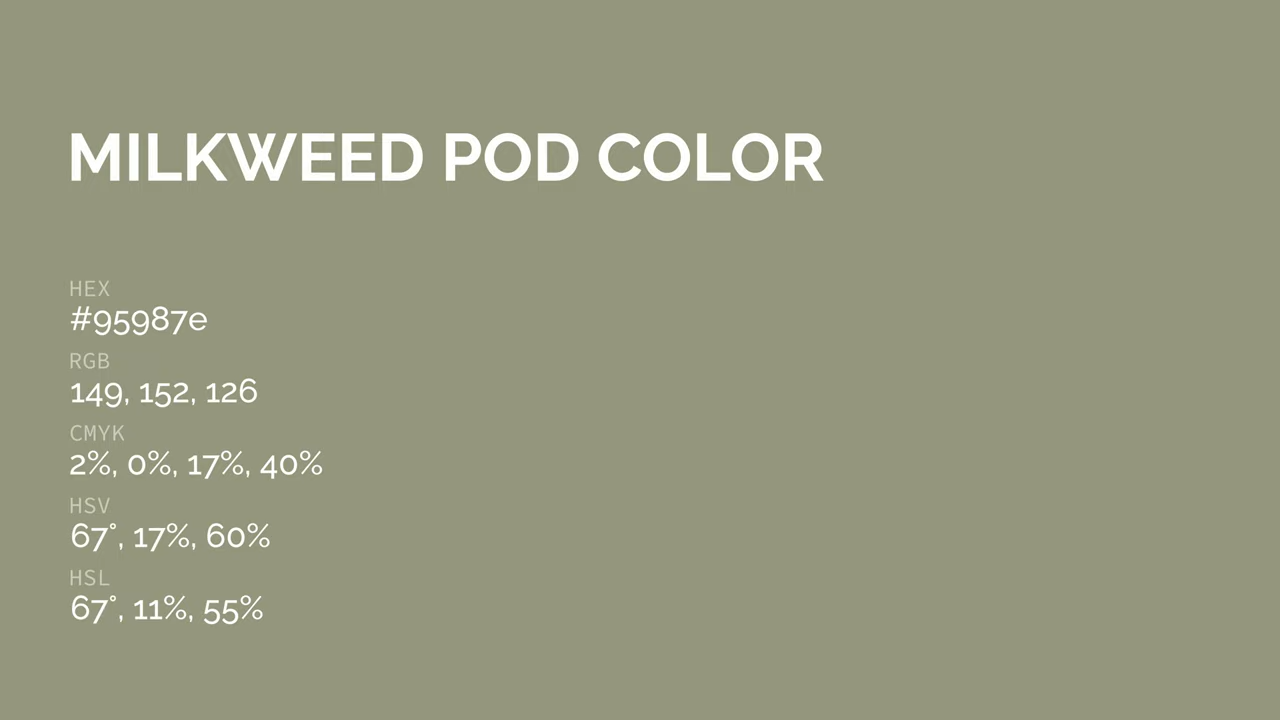 MILKWEED POD COLOR
HEX
#95987e
RGB
149, 152, 126
CMYK
2%, 0%, 17%, 40%
HSV
67°, 17%, 60%
HSL
67°, 11%, 55%